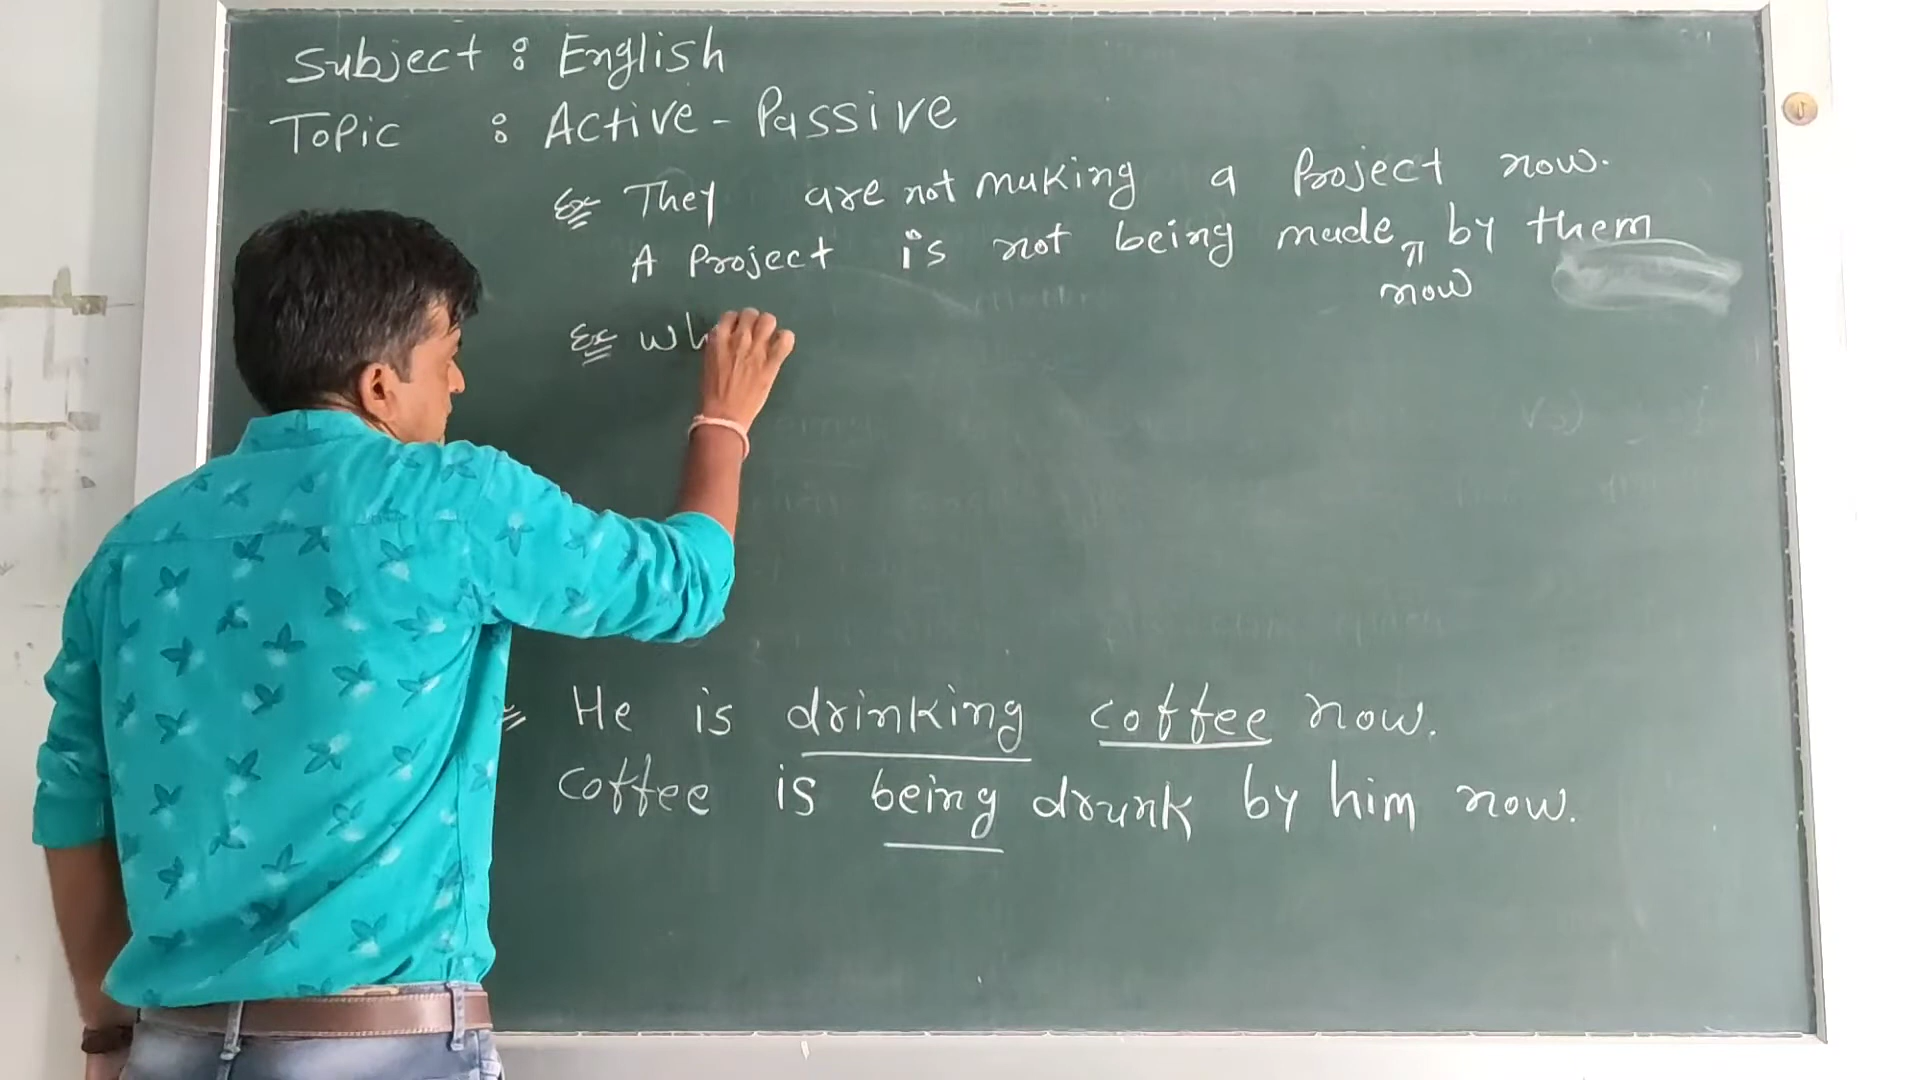 Subject : English
Topic : Active - Passive
Ex They are not making a Project now.
A Project is not being made by them
now
Ex wh
He is drinking coffee now.
coffee is being drunk by him now.